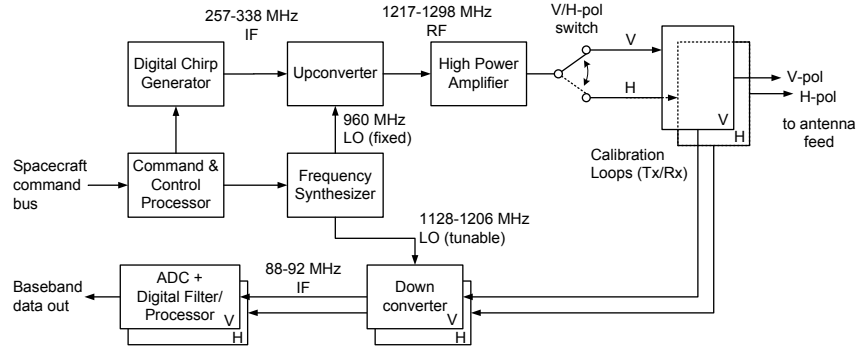 257-338 MHz
IF
1217-1298 MHz
RF
V/H-pol
switch
Digital Chirp
Generator
Upconverter
High Power
Amplifier
V
H
V
H
V-pol
H-pol
to antenna
feed
960 MHz
LO (fixed)
Calibration
Loops (Tx/Rx)
Spacecraft
command
bus
Command &
Control
Processor
Frequency
Synthesizer
1128-1206 MHz
LO (tunable)
Baseband
data out
ADC +
Digital Filter/
Processor
V
H
88-92 MHz
IF
Down
converter
V
H